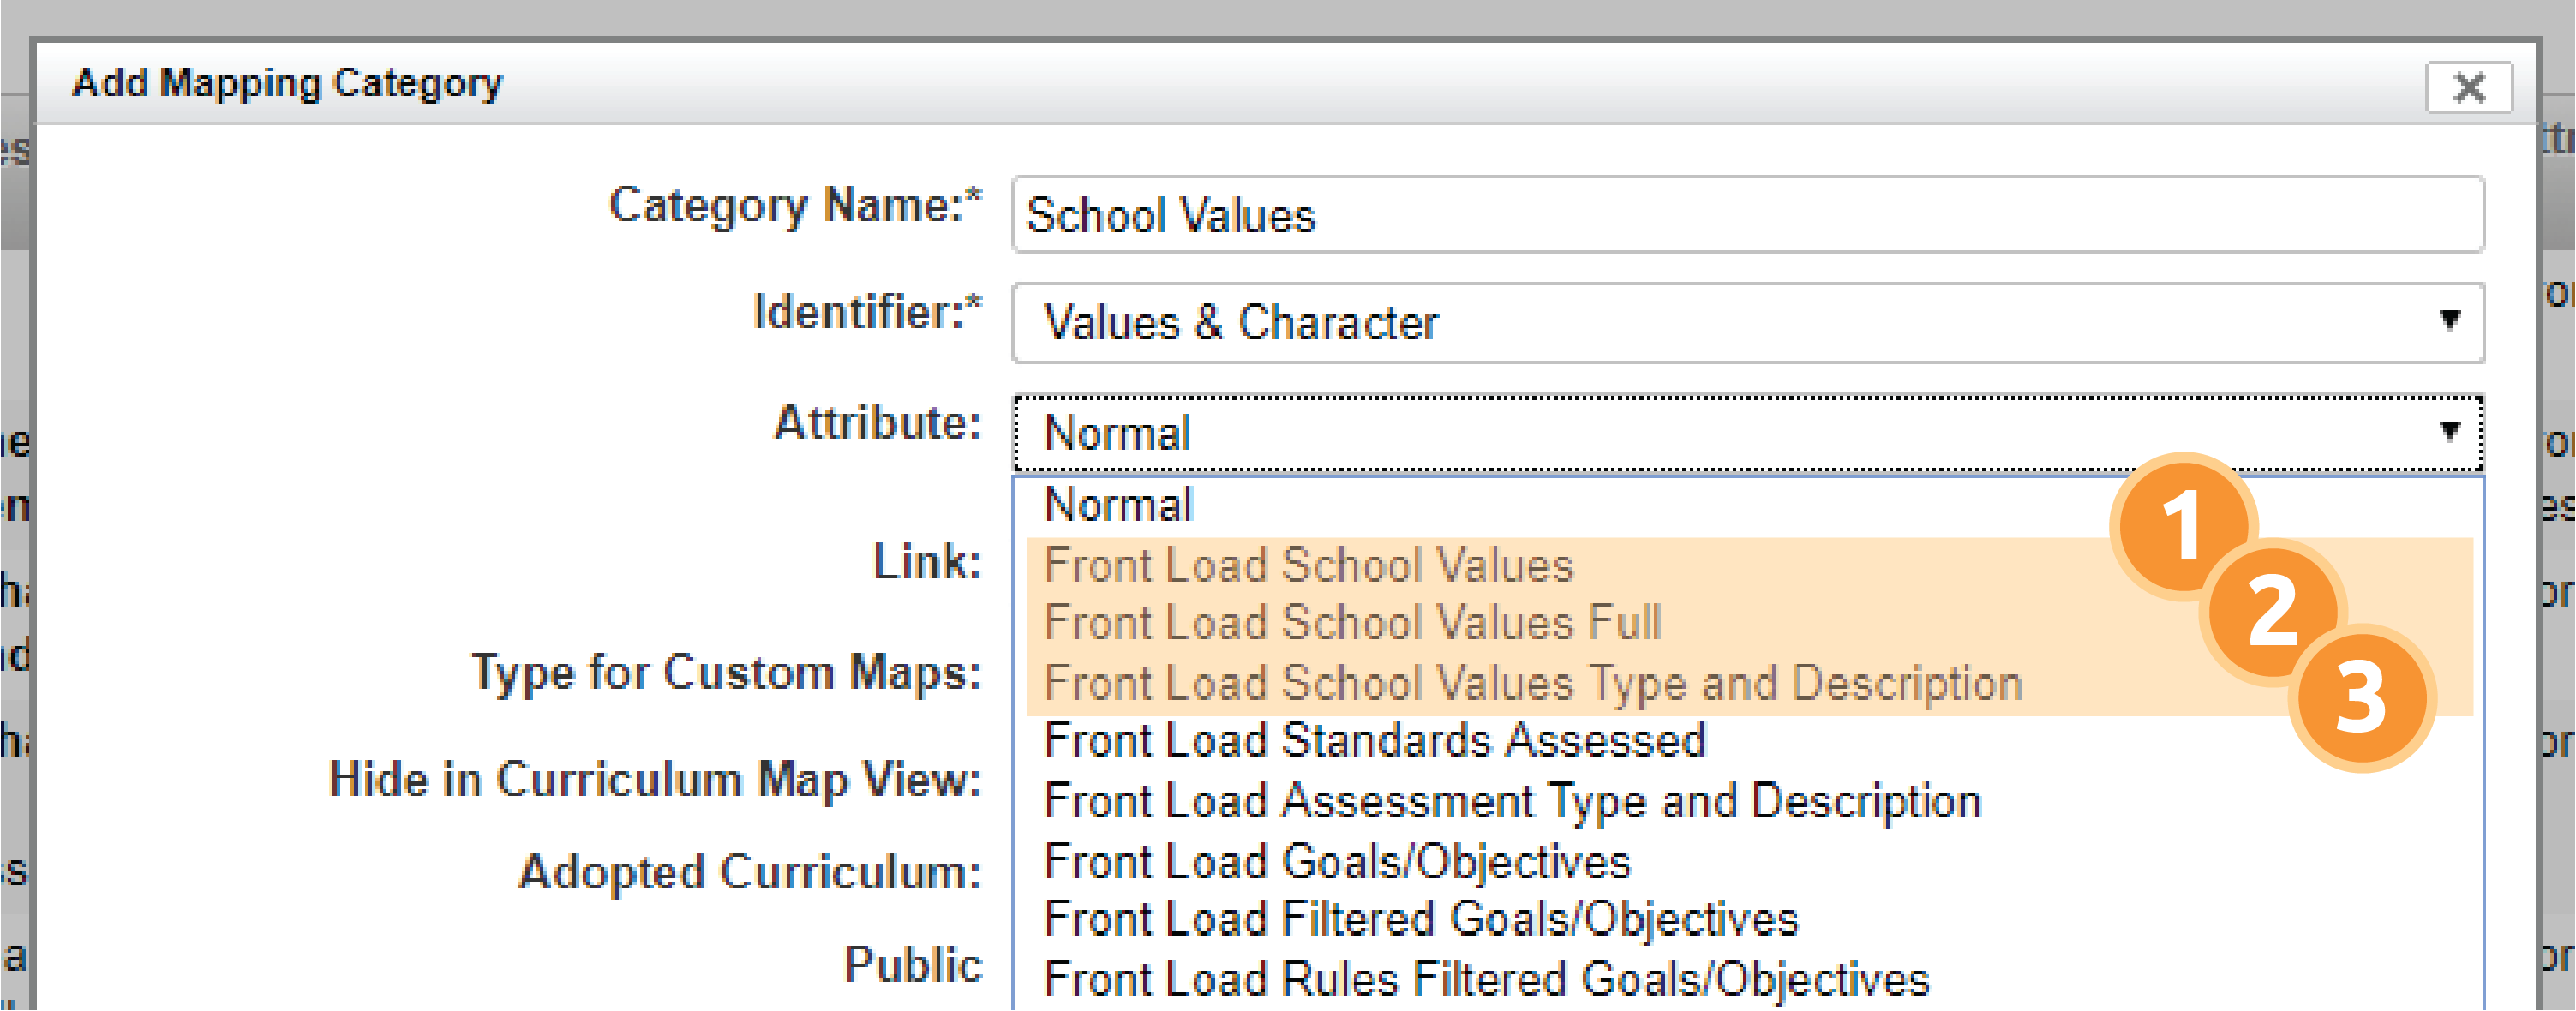 Add Mapping Category
Category Name:* School Values
Identifier:* Values & Character
Attribute: Normal
Normal
Link:
Front Load School Values
1
Front Load School Values Full
2
Type for Custom Maps:
Front Load School Values Type and Description
3
Front Load Standards Assessed
Hide in Curriculum Map View:
Front Load Assessment Type and Description
Adopted Curriculum:
Front Load Goals/Objectives
Front Load Filtered Goals/Objectives
Public
Front Load Rules Filtered Goals/Objectives